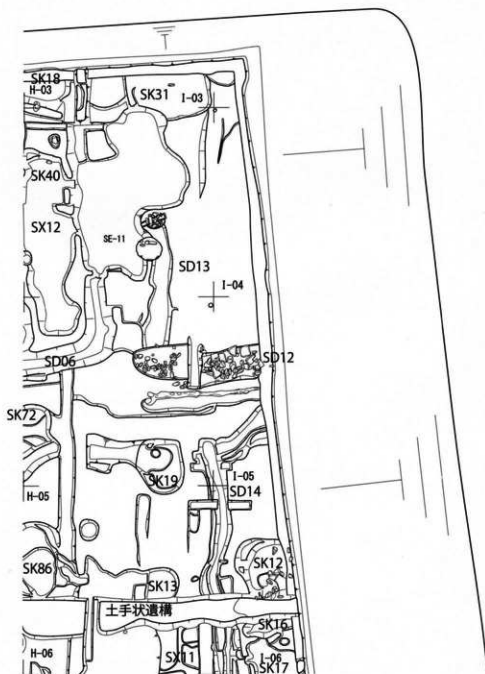 SK18
H-03
SK31
I-03
SK40
SX12
SE-11
SD13
I-04
SD06
SD12
SK72
SK19
I-05
H-05
SD14
SK86
SK12
SK13
土手状遺構
SK16
H-06
SX11
I-06
SK17